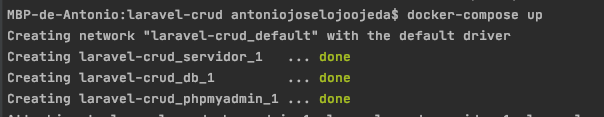 MBP-de-Antonio:laravel-crud antoniojoselojoojeda$ docker-compose up
Creating network "laravel-crud_default" with the default driver
Creating laravel-crud_servidor_1   ... done
Creating laravel-crud_db_1         ... done
Creating laravel-crud_phpmyadmin_1 ... done